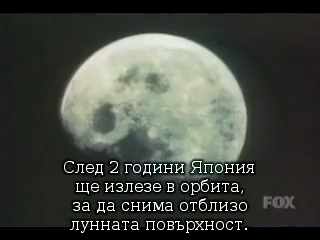 След 2 години Япония
ще излезе в орбита,
за да снима отблизо
лунната повърхност.
FOX